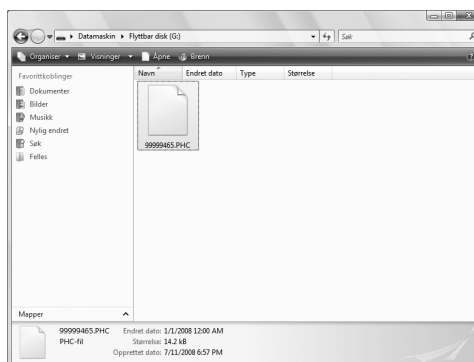 Datamaskin Flyttbar disk (G:) Søk
Organiser Visninger Åpne Brenn
Favorittkoblinger Navn Endret dato Type Størrelse
Dokumenter
Bilder
Musikk
Nylig endret
Søk
Felles
99999465.PHC
Mapper
99999465.PHC Endret dato: 1/1/2008 12:00 AM
PHC-fil Størrelse: 14.2 kB
Opprettet dato: 7/11/2008 6:57 PM